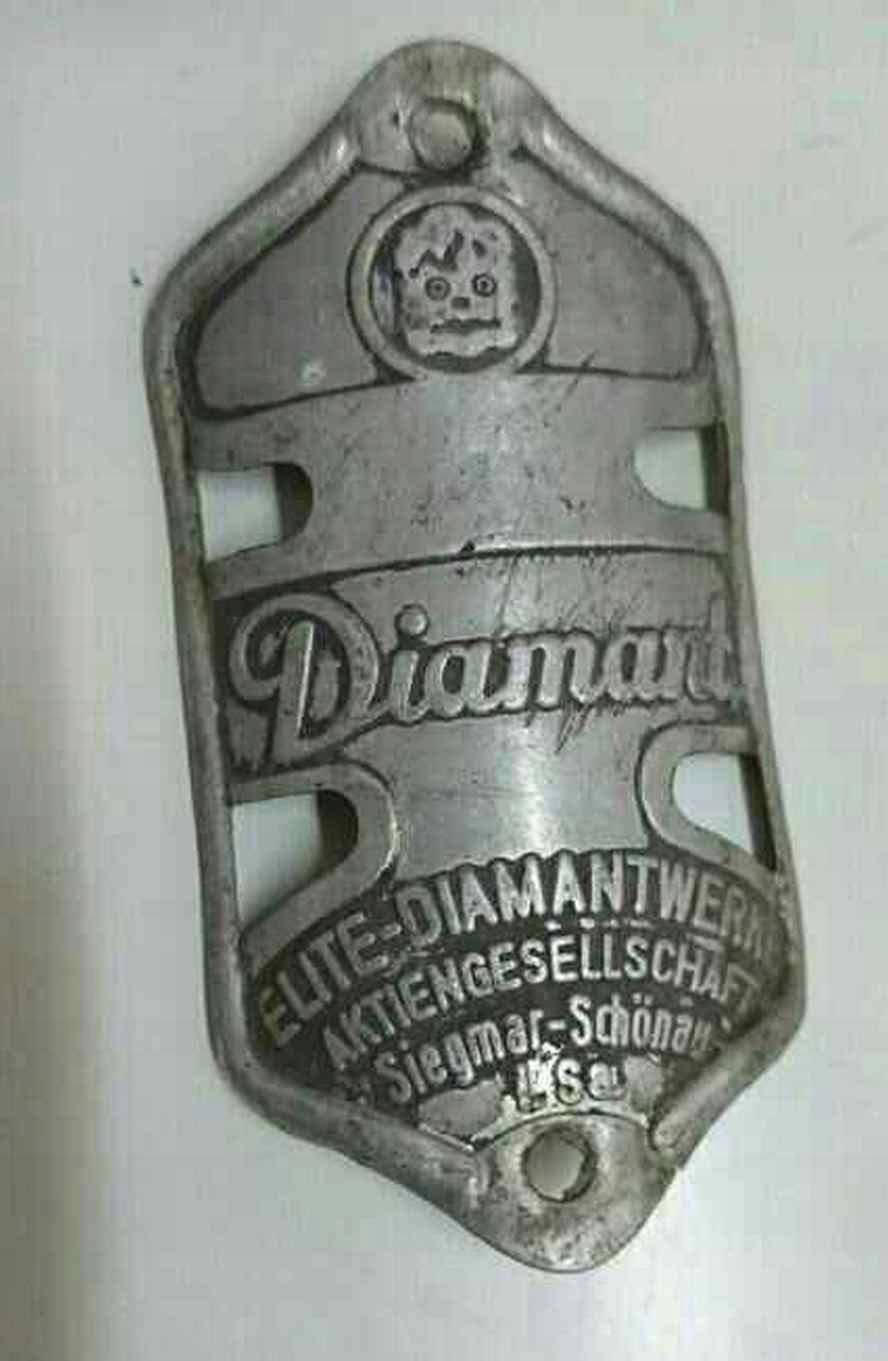 Diamant
ELITE-DIAMANTWERKE
AKTIENGESELLSCHAFT
Siegmar-Schönau
i. Sa.